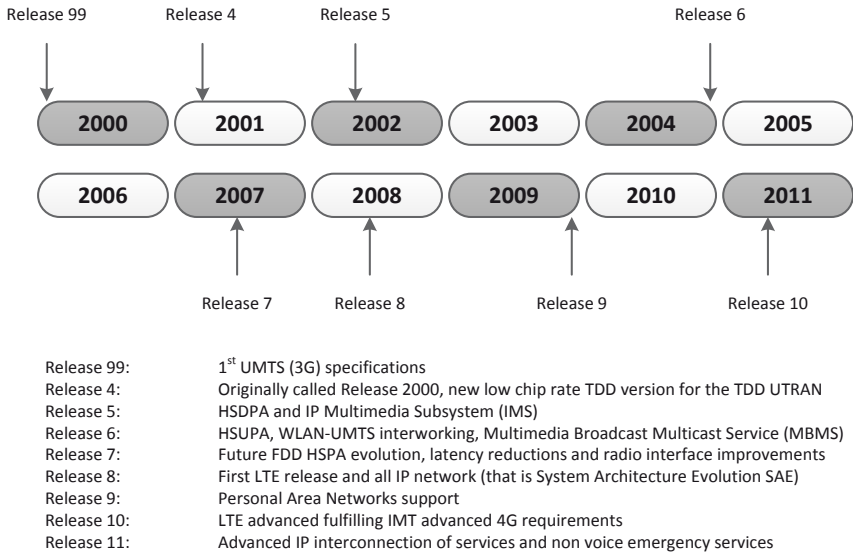 Release 99 Release 4 Release 5 Release 6
2000 2001 2002 2003 2004 2005
2006 2007 2008 2009 2010 2011
Release 7 Release 8 Release 9 Release 10
Release 99: 1st UMTS (3G) specifications
Release 4: Originally called Release 2000, new low chip rate TDD version for the TDD UTRAN
Release 5: HSDPA and IP Multimedia Subsystem (IMS)
Release 6: HSUPA, WLAN-UMTS interworking, Multimedia Broadcast Multicast Service (MBMS)
Release 7: Future FDD HSPA evolution, latency reductions and radio interface improvements
Release 8: First LTE release and all IP network (that is System Architecture Evolution SAE)
Release 9: Personal Area Networks support
Release 10: LTE advanced fulfilling IMT advanced 4G requirements
Release 11: Advanced IP interconnection of services and non voice emergency services